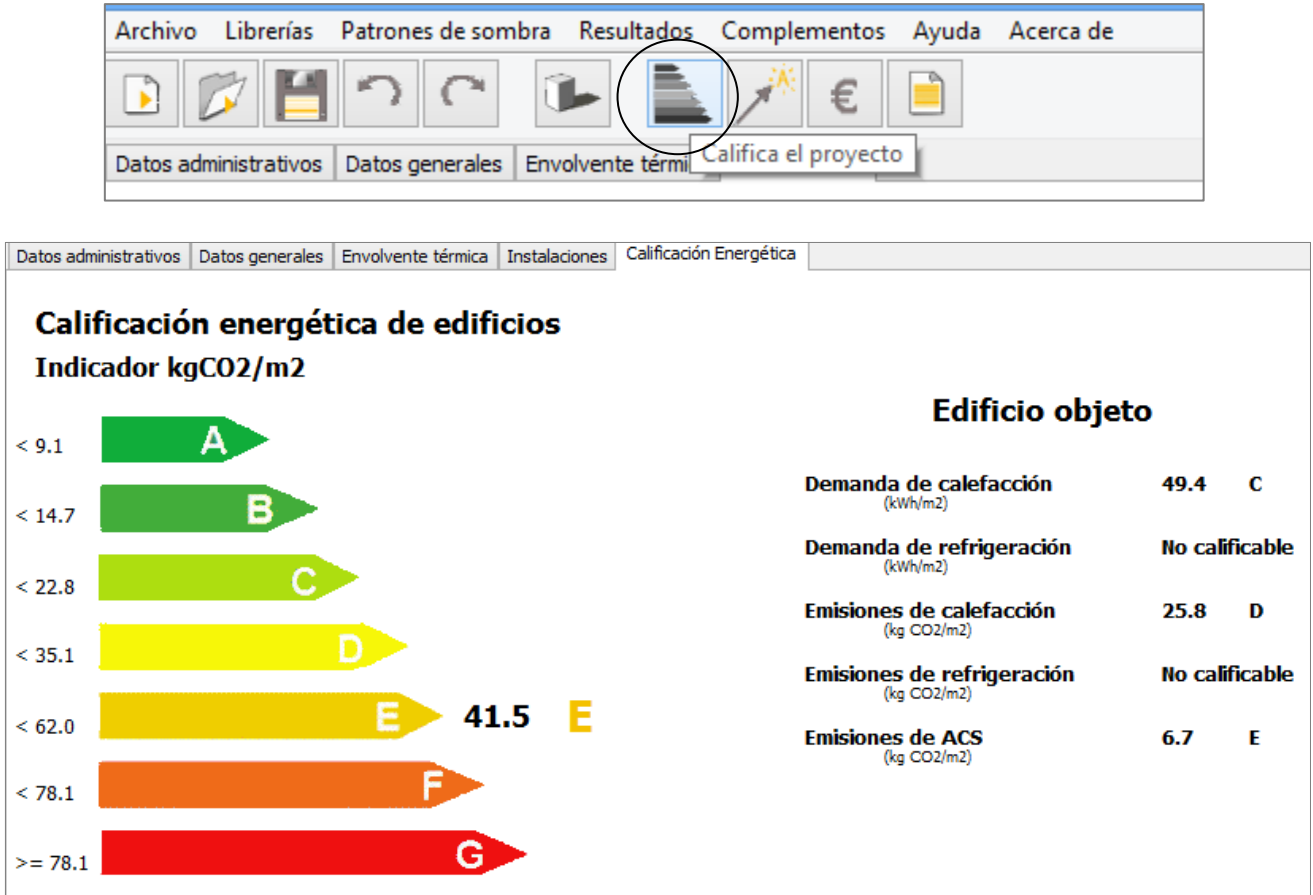 Archivo Librerías Patrones de sombra Resultados Complementos Ayuda Acerca de
A
€
Califica el proyecto
Datos administrativos Datos generales Envolvente térmi
Datos administrativos Datos generales Envolvente térmica Instalaciones Calificación Energética
Calificación energética de edificios
Indicador kgCO2/m2
Edificio objeto
< 9.1 A
< 14.7 B
< 22.8 C
< 35.1 D
< 62.0 E 41.5 E
< 78.1 F
>= 78.1 G
Demanda de calefacción 49.4 C
(kWh/m2)
Demanda de refrigeración No calificable
(kWh/m2)
Emisiones de calefacción 25.8 D
(kg CO2/m2)
Emisiones de refrigeración No calificable
(kg CO2/m2)
Emisiones de ACS 6.7 E
(kg CO2/m2)